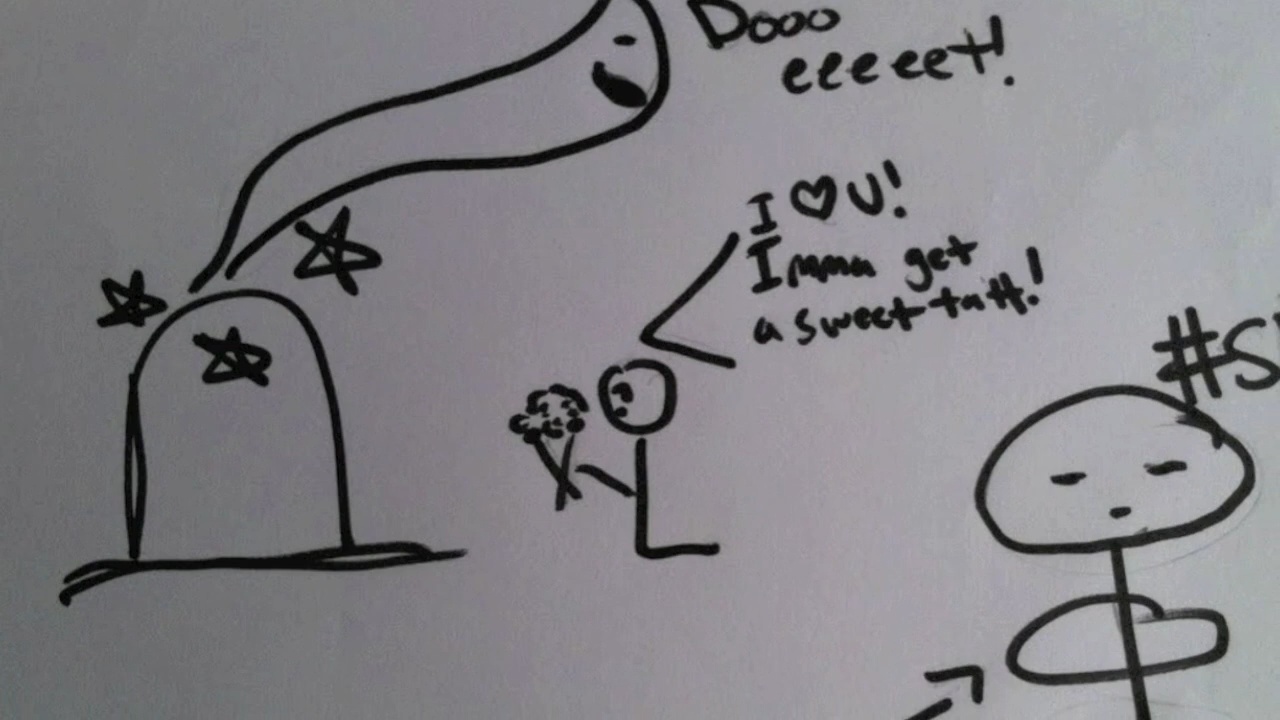 Dooo
eeeeet!
I ♡ U!
Imma get
a sweet tatt!
#S